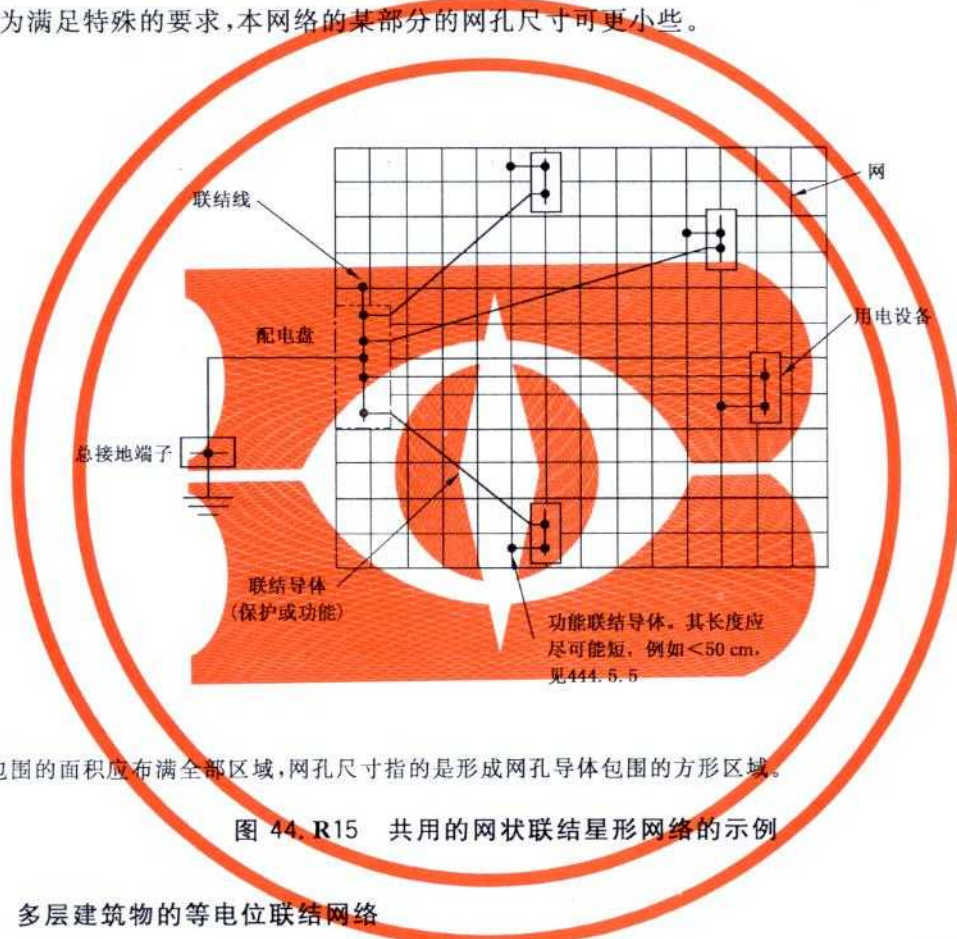 为满足特殊的要求,本网络的某部分的网孔尺寸可更小些。
网
联结线
配电盘
用电设备
总接地端子
联结导体
(保护或功能)
功能联结导体。其长度应
尽可能短，例如<50 cm，
见444.5.5
包围的面积应布满全部区域,网孔尺寸指的是形成网孔导体包围的方形区域。
图 44.R15 共用的网状联结星形网络的示例
多层建筑物的等电位联结网络